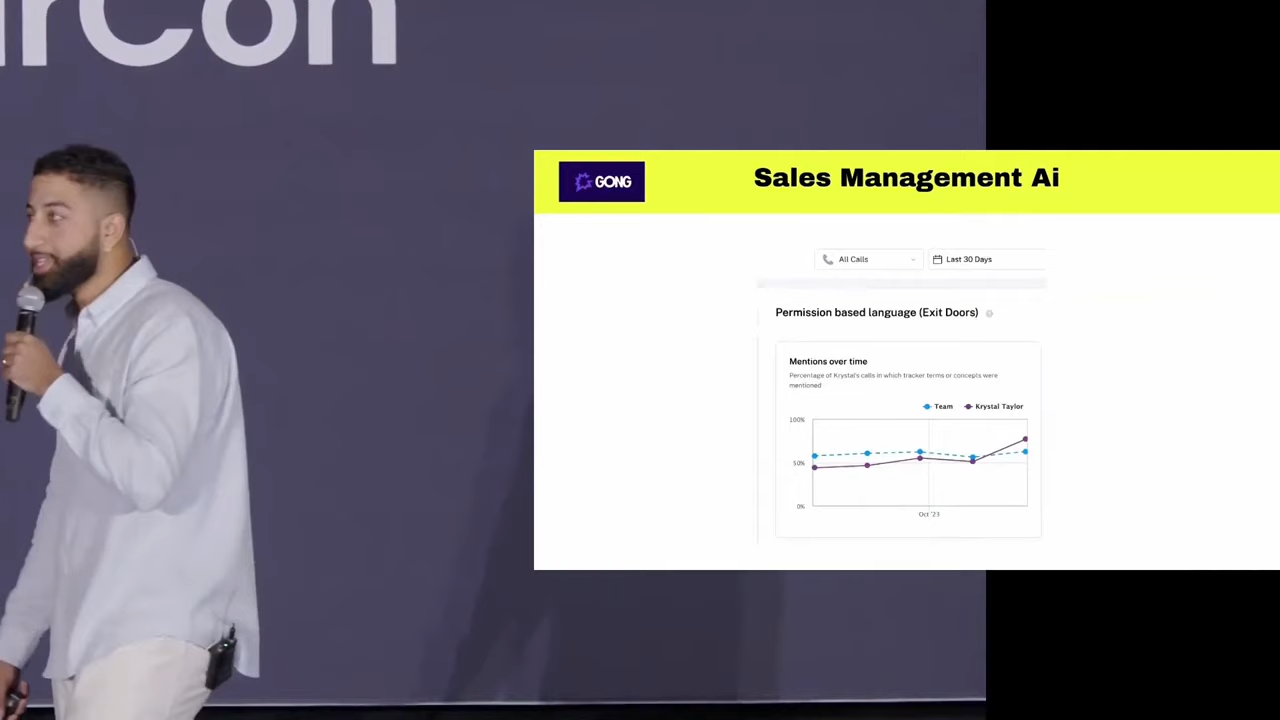 rCon
GONG
Sales Management Ai
All Calls
Last 30 Days
Permission based language (Exit Doors)
Mentions over time
Percentage of Krystal's calls in which tracker terms or concepts were
mentioned
Team
Krystal Taylor
100%
50%
0%
Oct '23